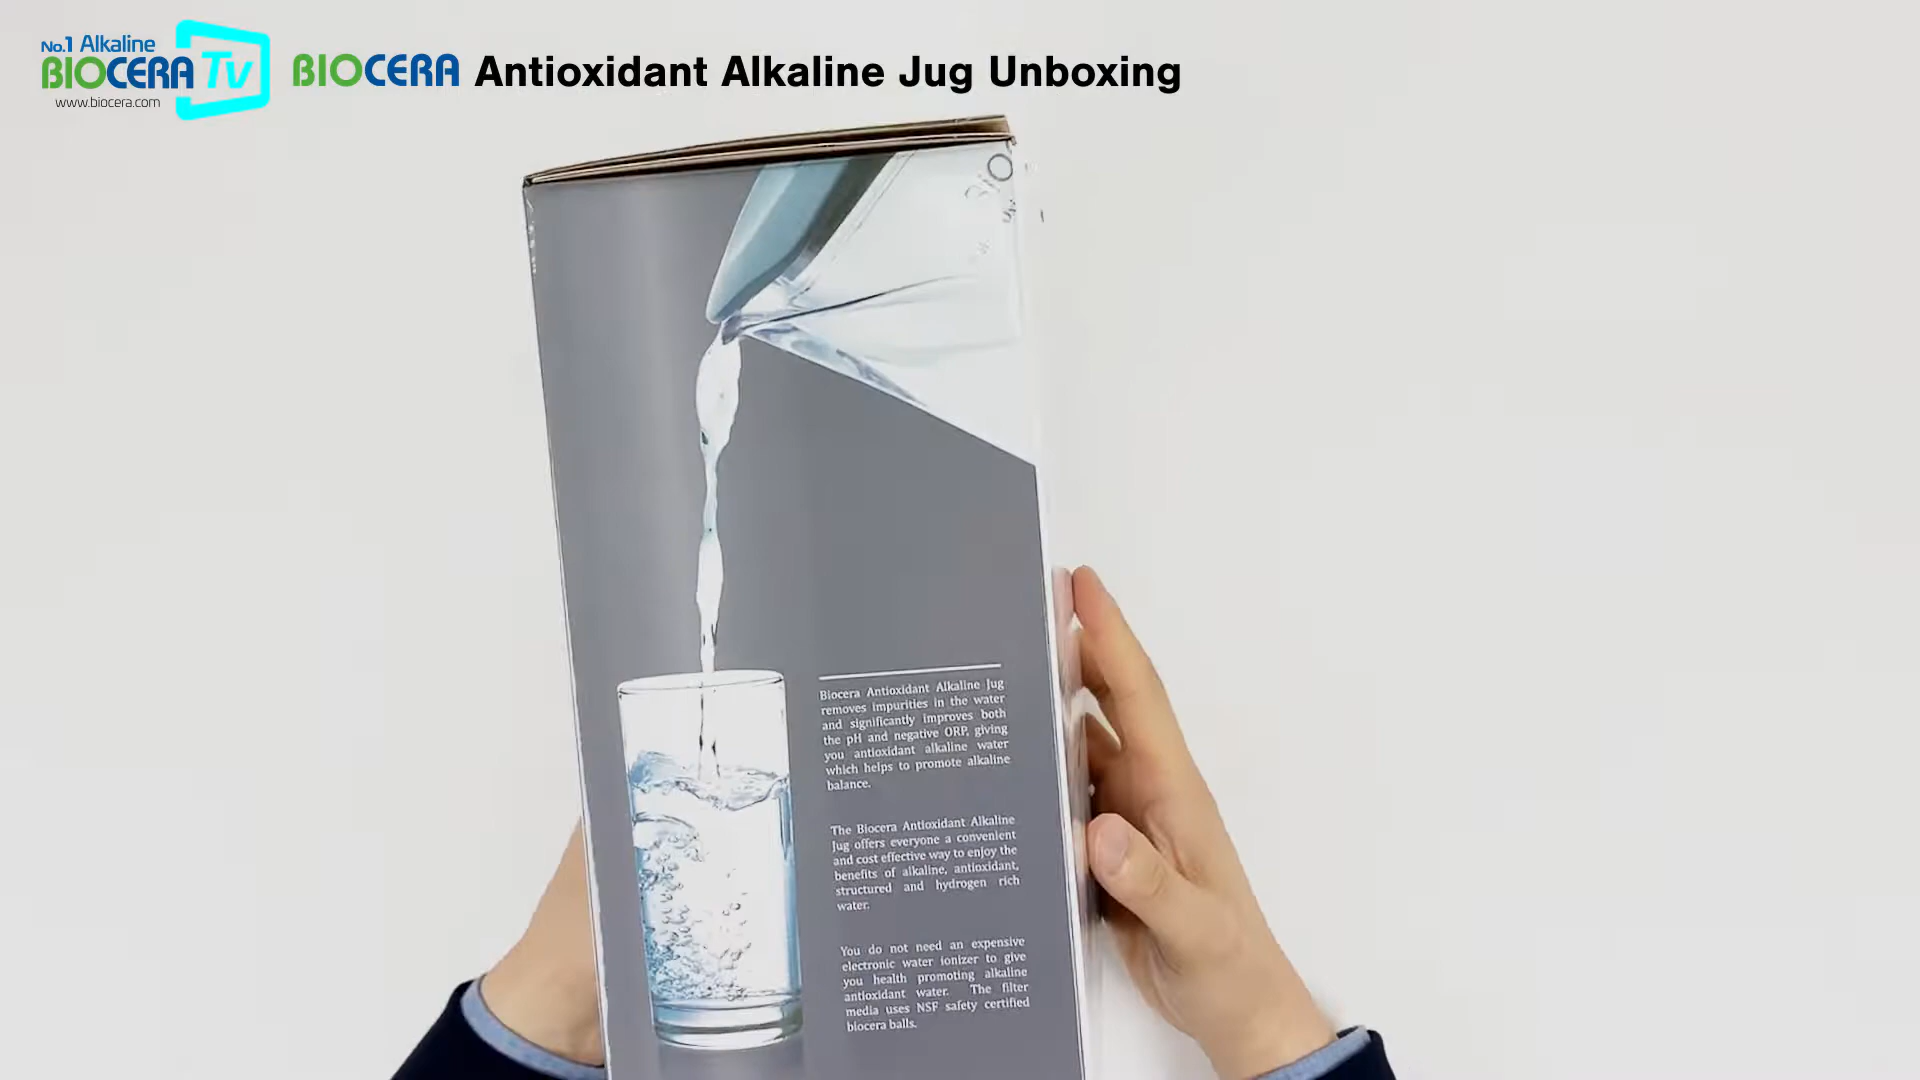 No.1 Alkaline
BIOCERA TV
www.biocera.com
BIOCERA Antioxidant Alkaline Jug Unboxing
Biocera Antioxidant Alkaline Jug
removes impurities in the water
and significantly improves both
the pH and negative ORP, giving
you antioxidant alkaline water
which helps to promote alkaline
balance.
The Biocera Antioxidant Alkaline
Jug offers everyone a convenient
and cost effective way to enjoy the
benefits of alkaline, antioxidant,
structured and hydrogen rich
water.
You do not need an expensive
electronic water ionizer to give
you health promoting alkaline
antioxidant water. The filter
media uses NSF safety certified
biocera balls.